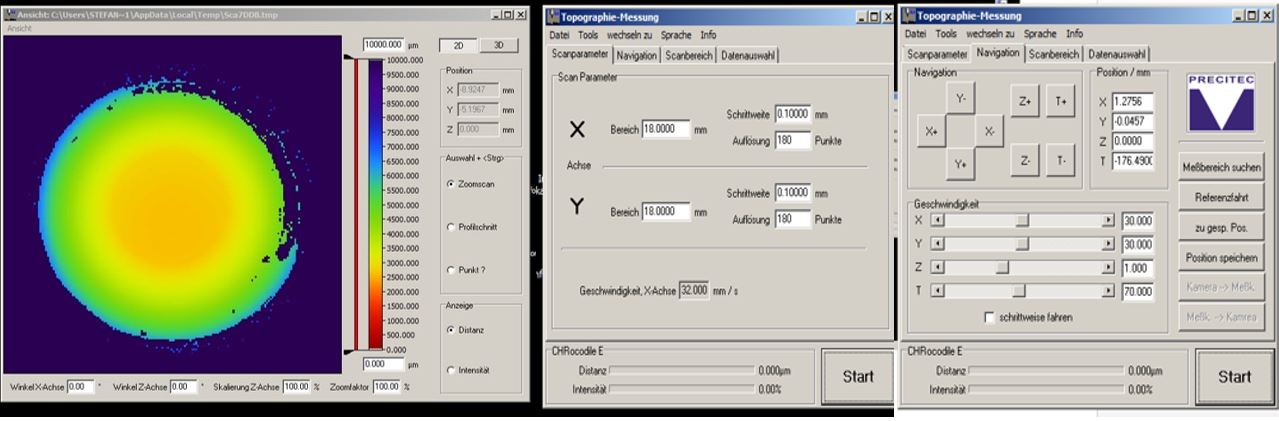 Ansicht: C:\Users\STEFAN~1\AppData\Local\Temp\Sca7DD8.tmp
Ansicht
10000.000 µm
10000.000
9500.000
9000.000
8500.000
8000.000
7500.000
7000.000
6500.000
6000.000
5500.000
5000.000
4500.000
4000.000
3500.000
3000.000
2500.000
2000.000
1500.000
1000.000
500.000
0.000
0.000 µm
2D 3D
Position
X -8.9247 mm
Y -5.1967 mm
Z 0.000 mm
Auswahl + <Strg>
Zoomscan
Profilschnitt
Punkt ?
Anzeige
Distanz
Intensität
Winkel X-Achse 0.00 ° Winkel Z-Achse 0.00 ° Skalierung Z-Achse 100.00 % Zoomfaktor 100.00 %
Topographie-Messung
Datei Tools wechseln zu Sprache Info
Scanparameter Navigation Scanbereich Datenauswahl
Scan Parameter
X Bereich 18.0000 mm
Schrittweite 0.10000 mm
Auflösung 180 Punkte
Achse
Y Bereich 18.0000 mm
Schrittweite 0.10000 mm
Auflösung 180 Punkte
Geschwindigkeit, X-Achse 32.000 mm / s
CHRocodile E
Distanz 0.000µm
Intensität 0.00%
Start
Topographie-Messung
Datei Tools wechseln zu Sprache Info
Scanparameter Navigation Scanbereich Datenauswahl
Navigation
Y-
X+ X-
Y+
Z+ T+
Z- T-
Position / mm
X 1.2756
Y -0.0457
Z 0.0000
T -176.490
PRECITEC
Meßbereich suchen
Referenzfahrt
zu gesp. Pos.
Position speichern
Kamera -> Meßk.
Meßk. -> Kamrea
Geschwindigkeit
X 30.000
Y 30.000
Z 1.000
T 70.000
schrittweise fahren
CHRocodile E
Distanz 0.000µm
Intensität 0.00%
Start